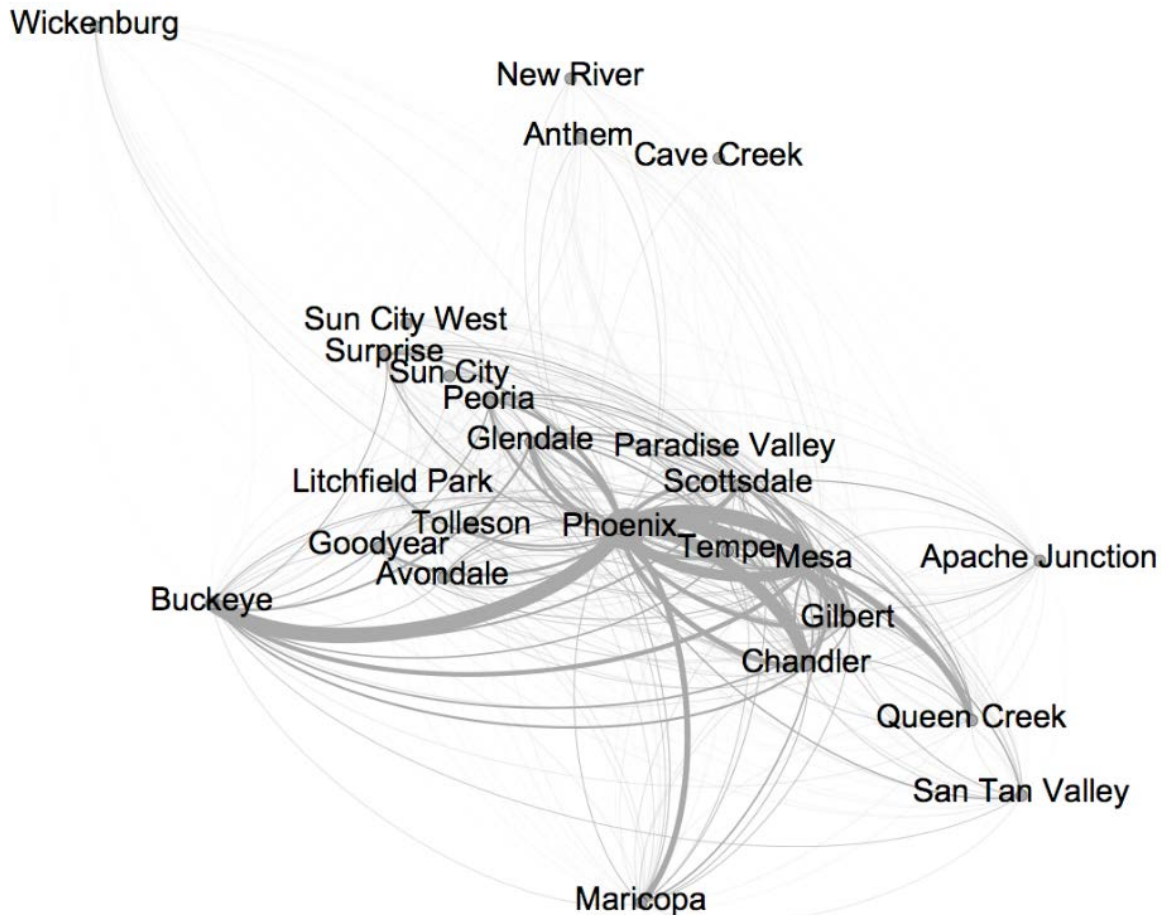 Wickenburg
New River
Anthem
Cave Creek
Sun City West
Surprise
Sun City
Peoria
Glendale
Paradise Valley
Litchfield Park
Scottsdale
Tolleson
Phoenix
Goodyear
Tempe
Mesa
Apache Junction
Avondale
Buckeye
Gilbert
Chandler
Queen Creek
San Tan Valley
Maricopa